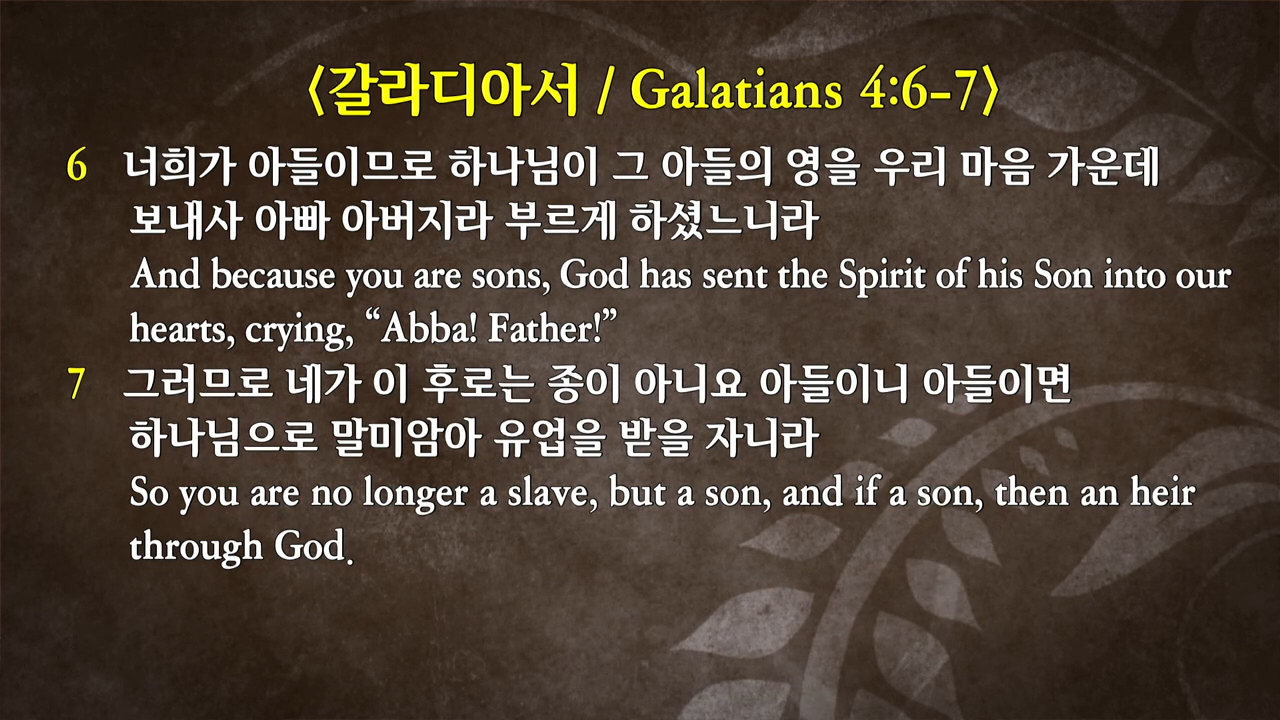 〈갈라디아서 / Galatians 4:6-7〉
6 너희가 아들이므로 하나님이 그 아들의 영을 우리 마음 가운데
보내사 아빠 아버지라 부르게 하셨느니라
And because you are sons, God has sent the Spirit of his Son into our
hearts, crying, “Abba! Father!”
7 그러므로 네가 이 후로는 종이 아니요 아들이니 아들이면
하나님으로 말미암아 유업을 받을 자니라
So you are no longer a slave, but a son, and if a son, then an heir
through God.